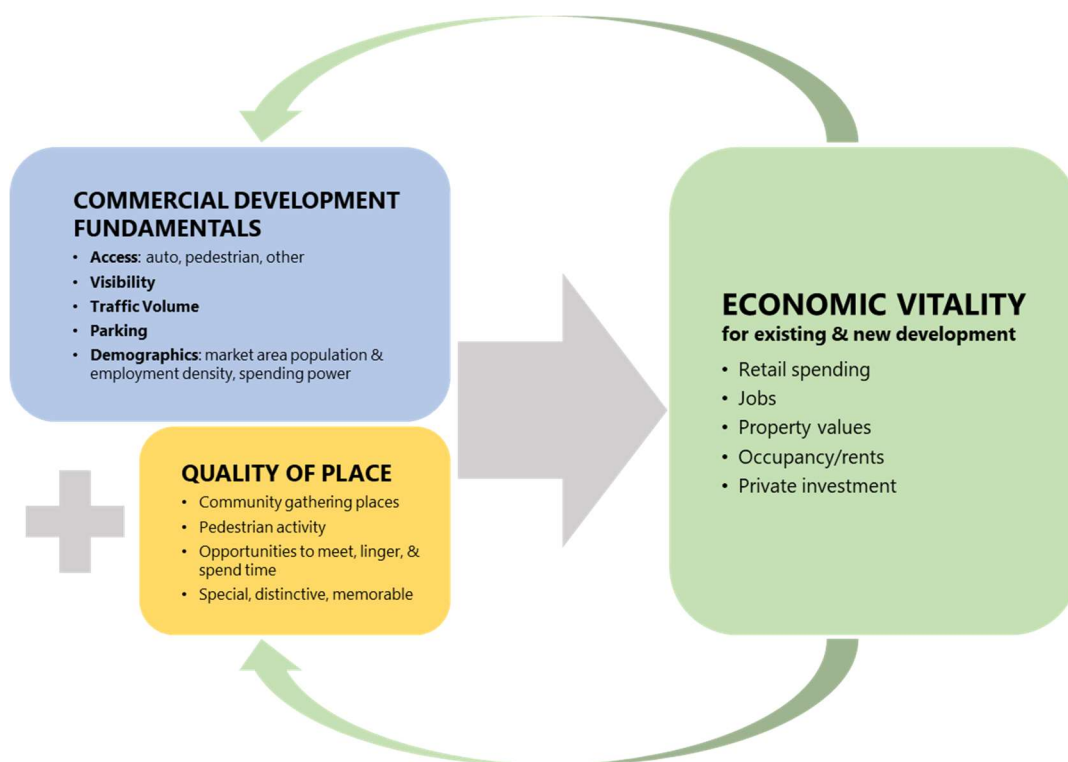 COMMERCIAL DEVELOPMENT
FUNDAMENTALS
• Access: auto, pedestrian, other
• Visibility
• Traffic Volume
• Parking
• Demographics: market area population &
employment density, spending power
QUALITY OF PLACE
• Community gathering places
• Pedestrian activity
• Opportunities to meet, linger, &
spend time
• Special, distinctive, memorable
ECONOMIC VITALITY
for existing & new development
• Retail spending
• Jobs
• Property values
• Occupancy/rents
• Private investment